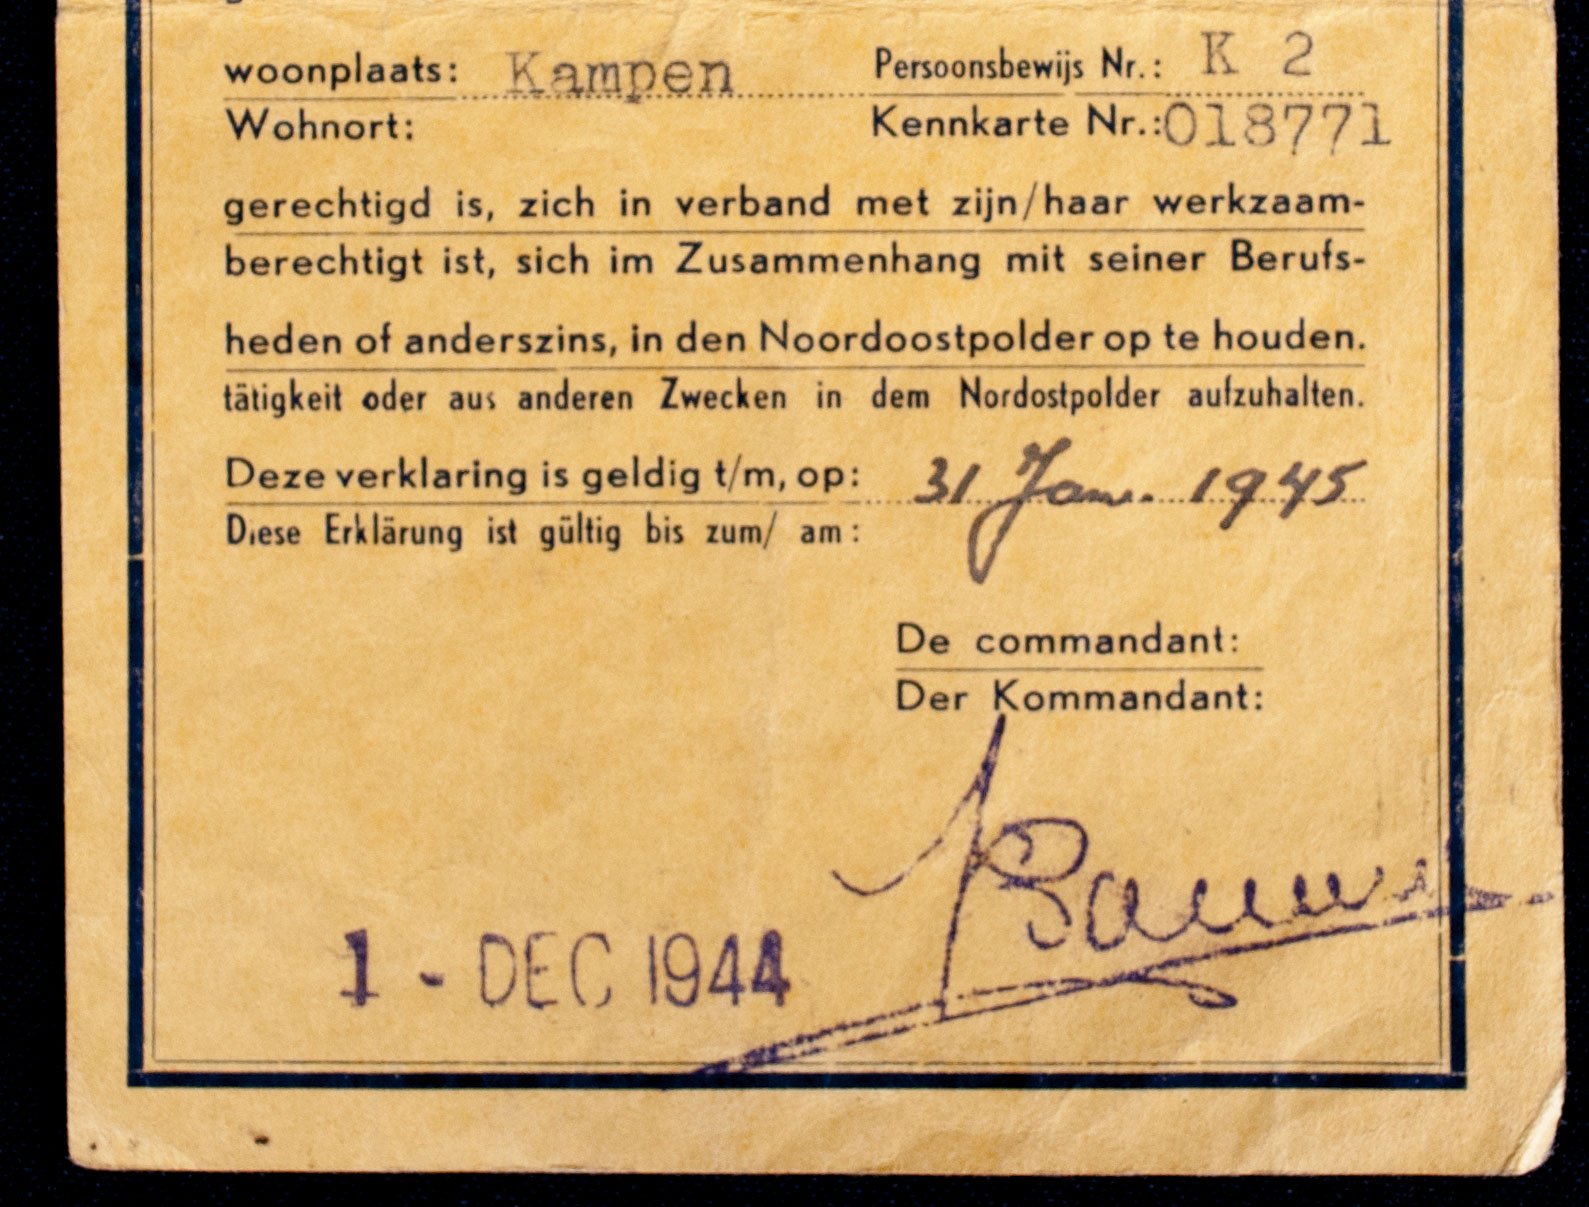 woonplaats: Kampen Persoonsbewijs Nr.: K 2
Wohnort: Kennkarte Nr.: 018771
gerechtigd is, zich in verband met zijn/haar werkzaam-
berechtigt ist, sich im Zusammenhang mit seiner Berufs-
heden of anderszins, in den Noordoostpolder op te houden.
tätigkeit oder aus anderen Zwecken in dem Nordostpolder aufzuhalten.
Deze verklaring is geldig t/m, op: 31 Jan. 1945
Diese Erklärung ist gültig bis zum/ am:
De commandant:
Der Kommandant:
1 - DEC 1944